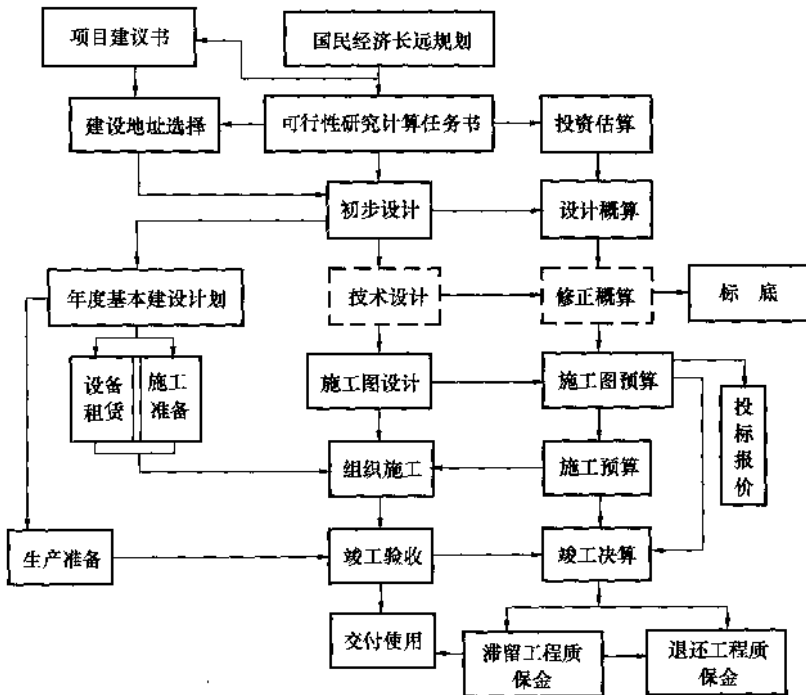 项目建议书
国民经济长远规划
建设地址选择
可行性研究计算任务书
投资估算
初步设计
设计概算
年度基本建设计划
技术设计
修正概算
标 底
设备
租赁
施工
准备
施工图设计
施工图预算
投
标
报
价
组织施工
施工预算
生产准备
竣工验收
竣工决算
交付使用
滞留工程质
保金
退还工程质
保金